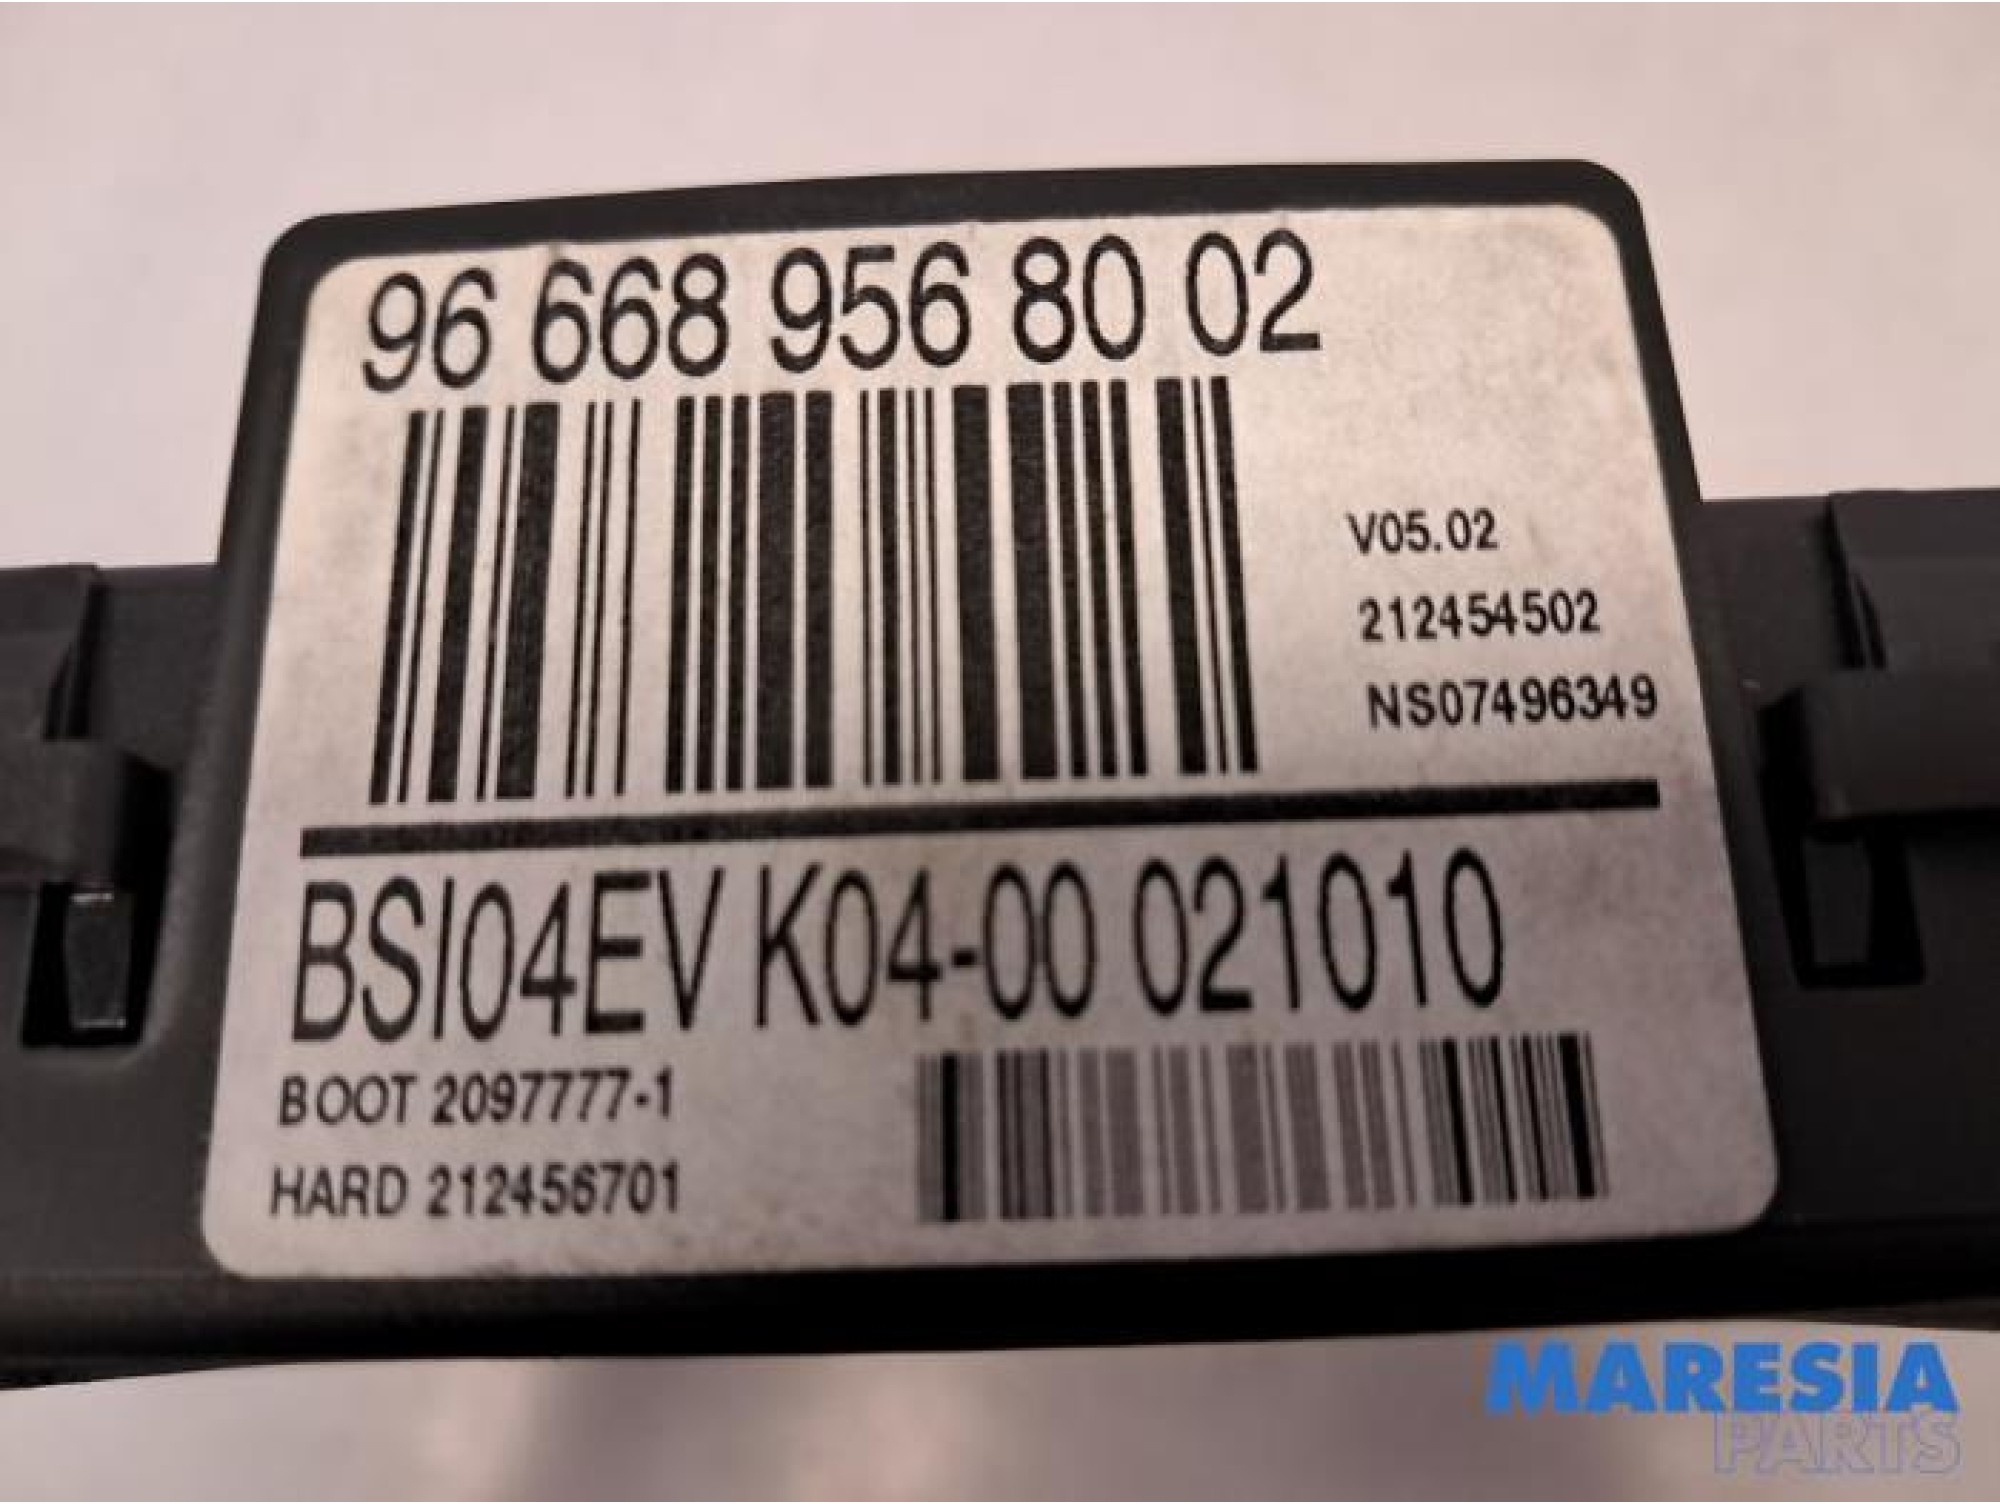 96 668 956 80 02
V05.02
212454502
NS07496349
BSI04EV K04-00 021010
BOOT 2097777-1
HARD 212456701
MARESIA
PARTS